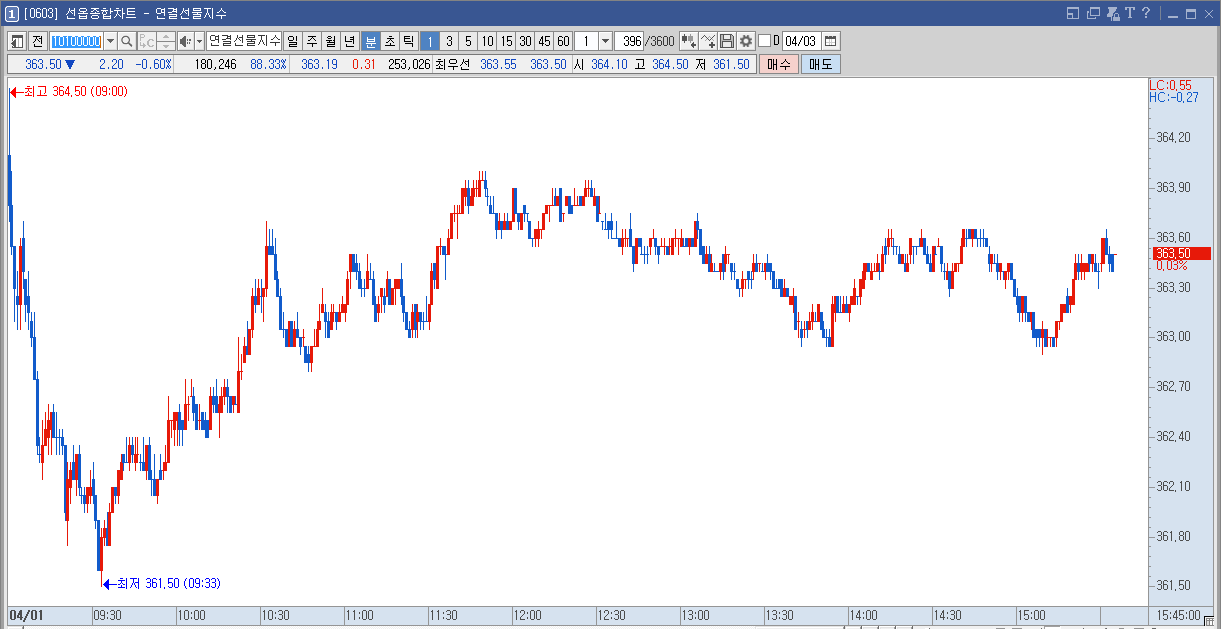 1 [0603] 선옵종합차트 - 연결선물지수 T ?
전 10100000 연결선물지수 일 주 월 년 분 초 틱 1 3 5 10 15 30 45 60 1 396 /3600 D 04/03
363.50 ▼ 2.20 -0.60% 180,246 88.33% 363.19 0.31 253,026 최우선 363.55 363.50 시 364.10 고 364.50 저 361.50 매수 매도
←최고 364,50 (09:00)
LC:0,55
HC:-0,27
364,20
363,90
363,60
363,50
0,03%
363,30
363,00
362,70
362,40
362,10
361,80
361,50
←최저 361,50 (09:33)
04/01 09:30 10:00 10:30 11:00 11:30 12:00 12:30 13:00 13:30 14:00 14:30 15:00 15:45:00